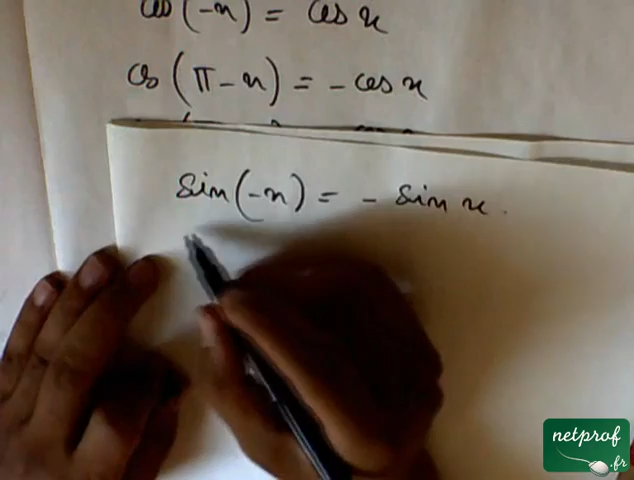 cos(-x) = cos x
cos(π-x) = -cos x
sin(-x) = - sin x.
netprof
.fr